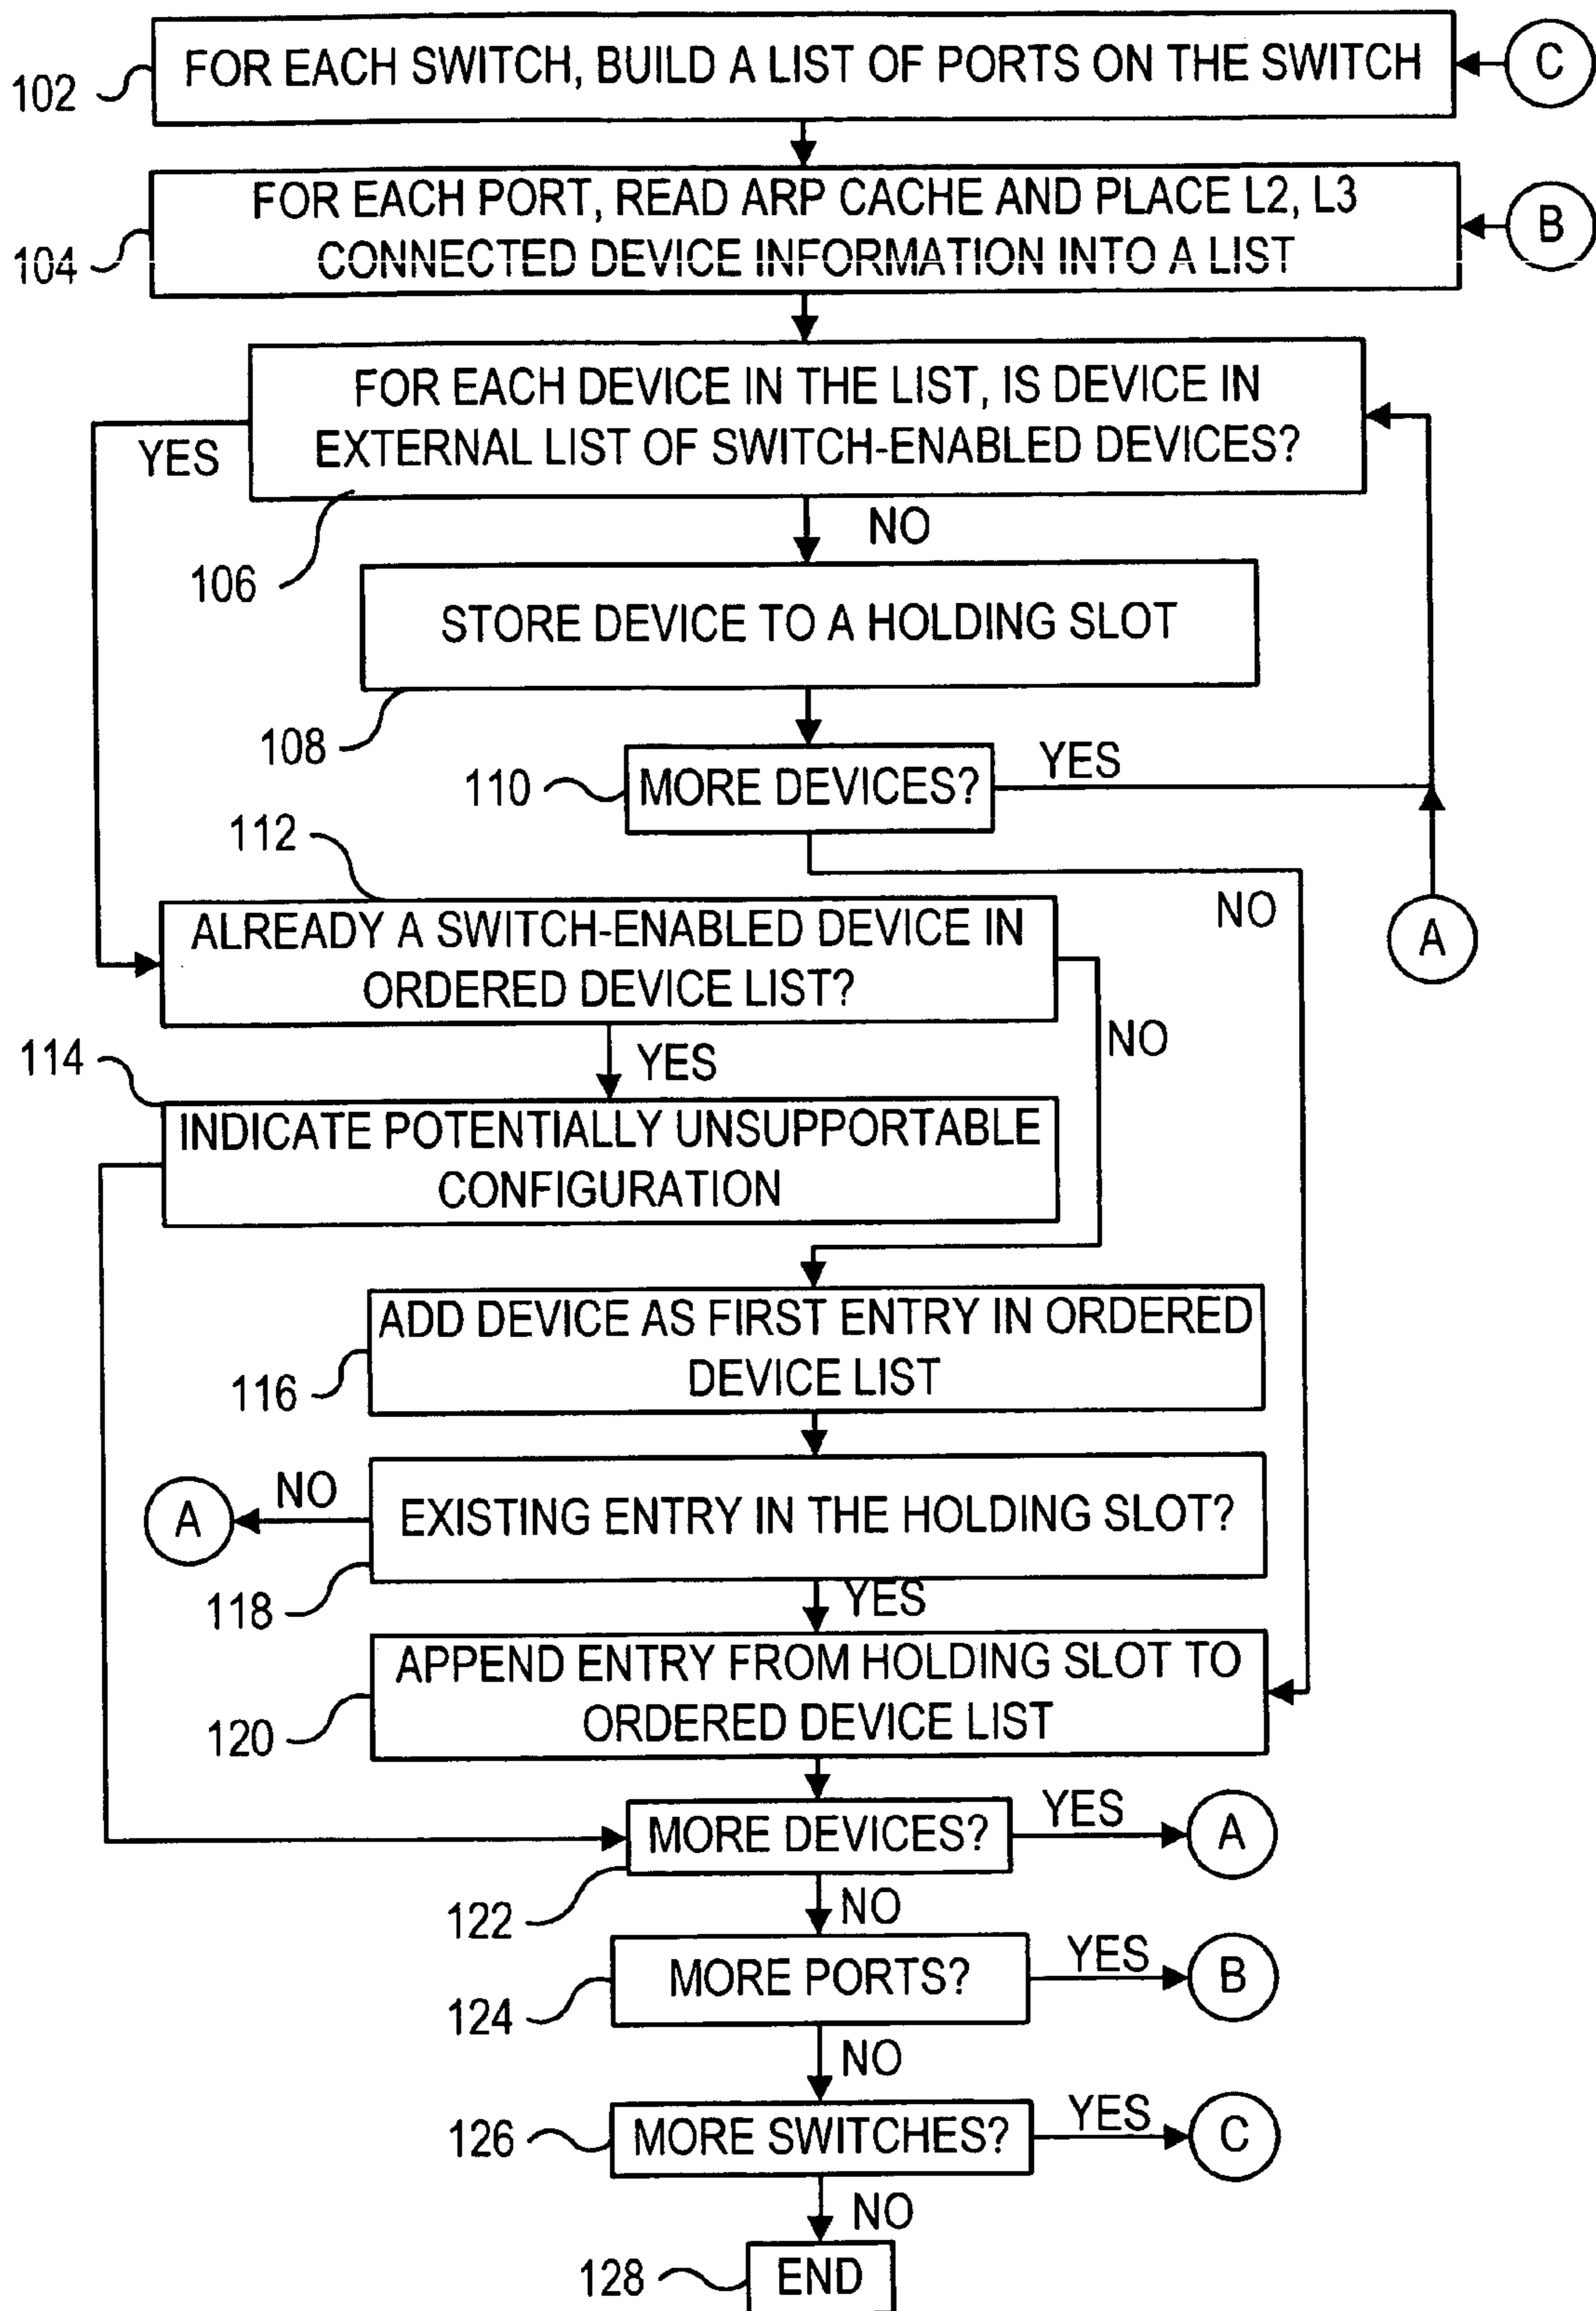 FOR EACH SWITCH, BUILD A LIST OF PORTS ON THE SWITCH
C
102
FOR EACH PORT, READ ARP CACHE AND PLACE L2, L3
CONNECTED DEVICE INFORMATION INTO A LIST
B
104
FOR EACH DEVICE IN THE LIST, IS DEVICE IN
EXTERNAL LIST OF SWITCH-ENABLED DEVICES?
YES
NO
106
STORE DEVICE TO A HOLDING SLOT
108
MORE DEVICES?
YES
110
112
NO
A
ALREADY A SWITCH-ENABLED DEVICE IN
ORDERED DEVICE LIST?
NO
YES
114
INDICATE POTENTIALLY UNSUPPORTABLE
CONFIGURATION
ADD DEVICE AS FIRST ENTRY IN ORDERED
DEVICE LIST
116
A
NO
EXISTING ENTRY IN THE HOLDING SLOT?
118
YES
APPEND ENTRY FROM HOLDING SLOT TO
ORDERED DEVICE LIST
120
MORE DEVICES?
YES
A
122
NO
MORE PORTS?
YES
B
124
NO
126
MORE SWITCHES?
YES
C
NO
128
END